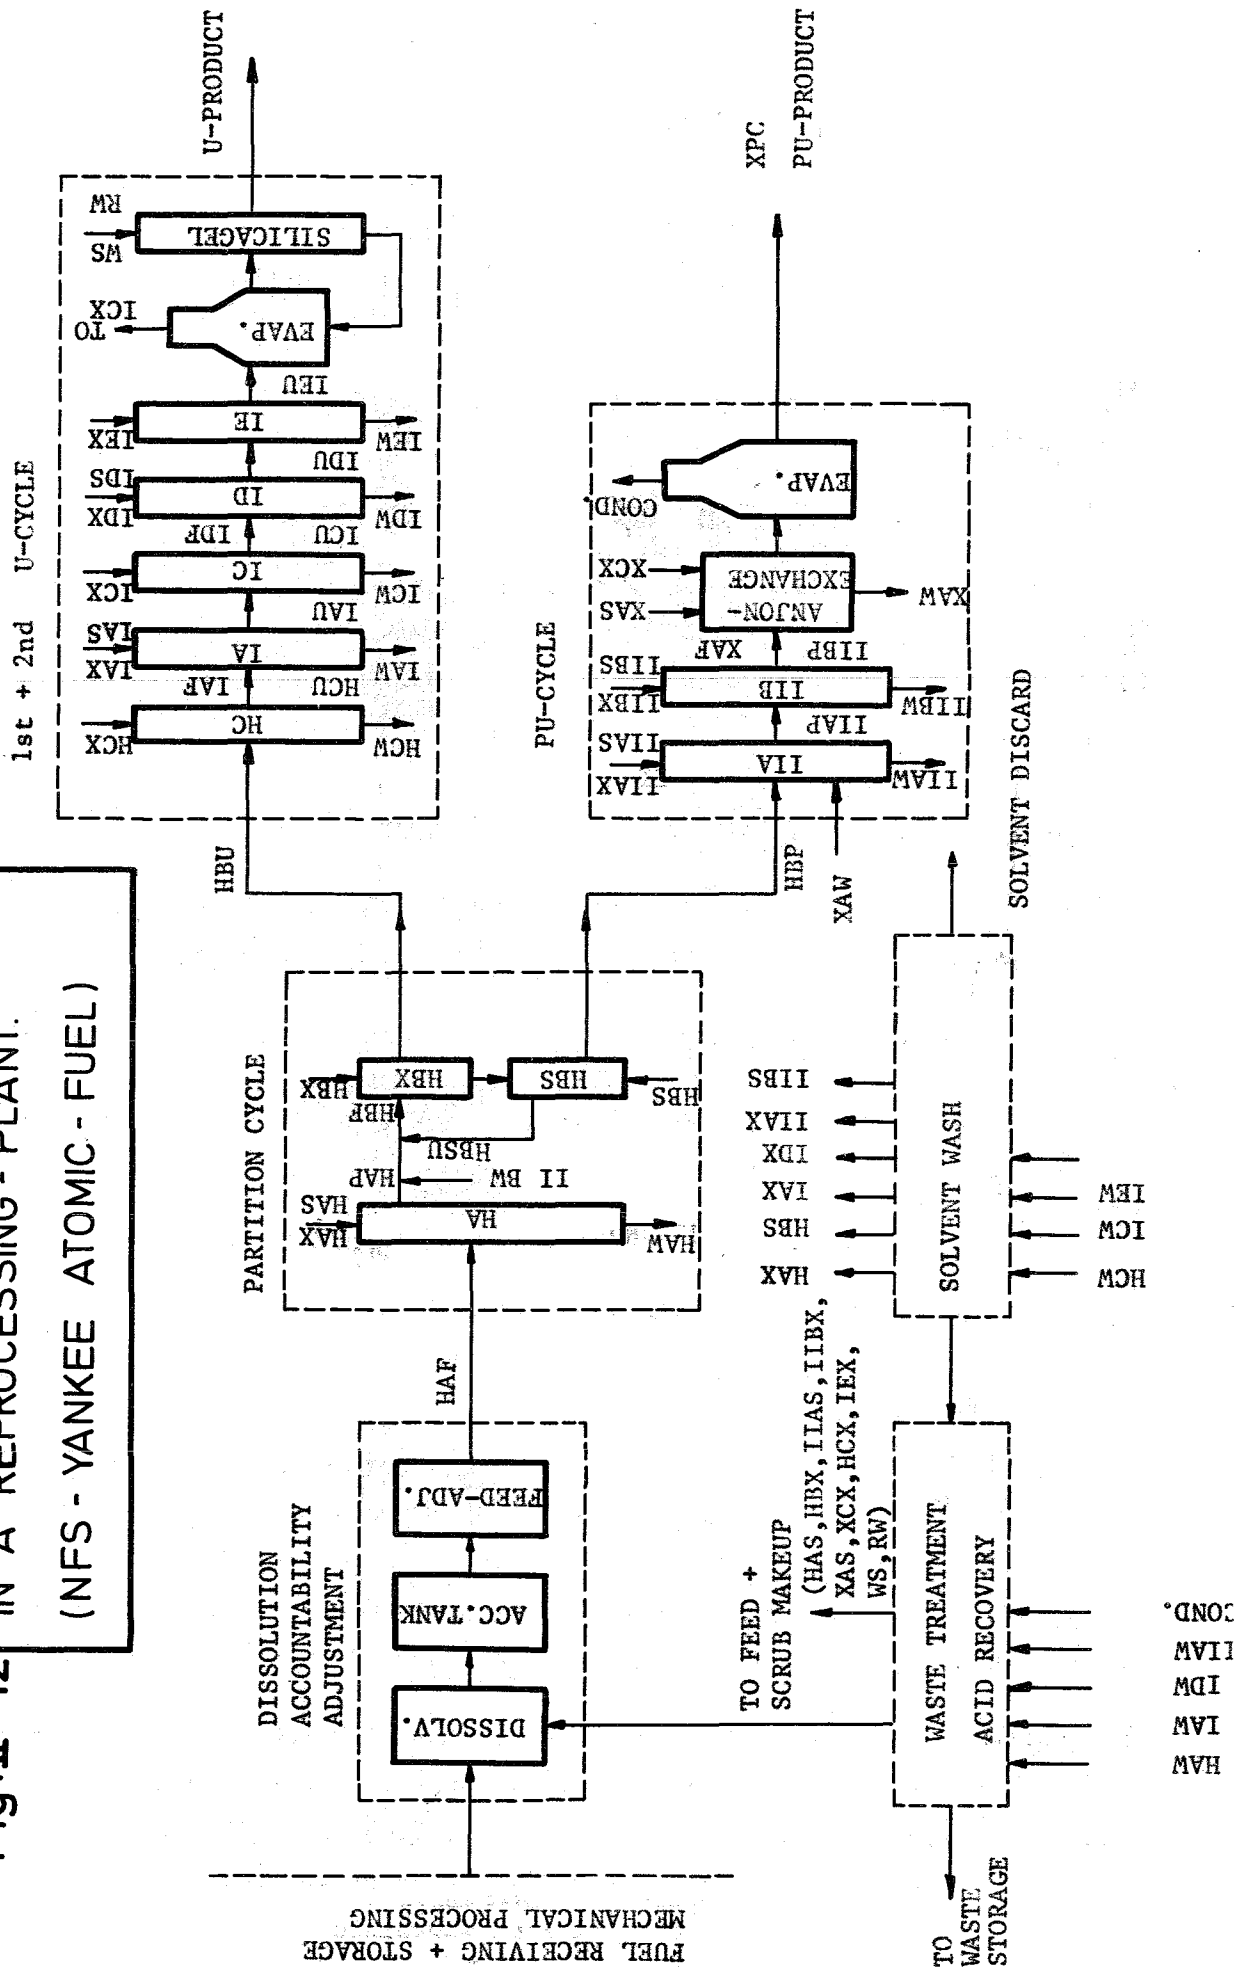 Fig. II 12
IN A REPROCESSING - PLANT.
(NFS - YANKEE ATOMIC - FUEL)
FUEL RECEIVING + STORAGE
MECHANICAL PROCESSING
DISSOLUTION
ACCOUNTABILITY
ADJUSTMENT
DISSOLV.
ACC.TANK
FEED-ADJ.
HAF
PARTITION CYCLE
HAX
HAS
HA
HAW
HAP
II BW
HBSU
HBF
HBX
HBX
HBS
HBS
HBU
HBP
XAW
1st + 2nd U-CYCLE
HCX
HC
HCW
IAF
HCU
IAX
IAS
IA
IAW
IAU
ICX
IC
ICW
IDF
ICU
IDX
IDS
ID
IDW
IDU
IEX
IE
IEW
IEU
EVAP.
TO
ICX
WS
RW
SILICAGEL
U-PRODUCT
PU-CYCLE
IIAX
IIAS
IIA
IIAW
IIAP
IIBX
IIBS
IIB
IIBW
XAF
IIBP
XAS
XCX
ANJON-
EXCHANGE
XAW
EVAP.
COND.
XPC
PU-PRODUCT
TO FEED +
SCRUB MAKEUP
(HAS,HBX,IIAS,IIBX,
XAS,XCX,HCX,IEX,
WS,RW)
WASTE TREATMENT
ACID RECOVERY
TO
WASTE
STORAGE
HAW
IAW
IDW
IIAW
COND.
SOLVENT WASH
HAX
HBS
IAX
IDX
IIAX
IIBS
HCW
ICW
IEW
SOLVENT DISCARD